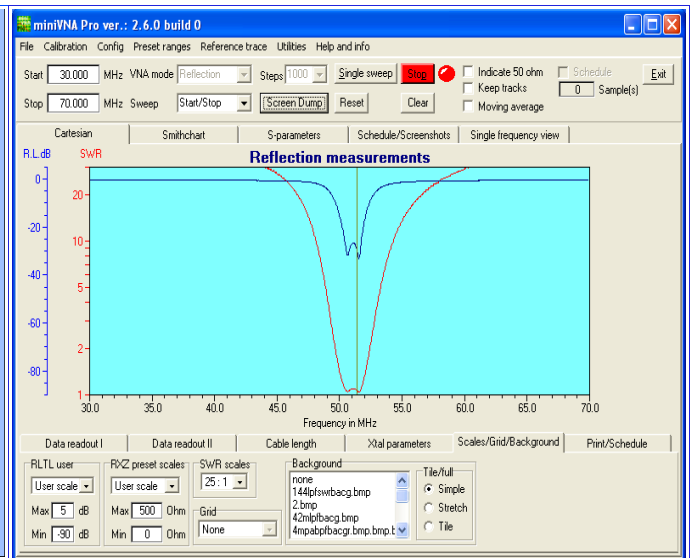 miniVNA Pro ver.: 2.6.0 build 0
File Calibration Config Preset ranges Reference trace Utilities Help and info
Start 30.000 MHz VNA mode Reflection Steps 1000 Single sweep Stop Indicate 50 ohm Schedule Exit
Keep tracks 0 Sample(s)
Stop 70.000 MHz Sweep Start/Stop Screen Dump Reset Clear Moving average
Cartesian Smithchart S-parameters Schedule/Screenshots Single frequency view
R.L.dB SWR Reflection measurements
0
20
-20
10
-40
5
-60
2
-80
1
30.0 35.0 40.0 45.0 50.0 55.0 60.0 65.0 70.0
Frequency in MHz
Data readout I Data readout II Cable length Xtal parameters Scales/Grid/Background Print/Schedule
RLTL user RXZ preset scales SWR scales Background Tile/full
User scale User scale 25 : 1 none Simple
144lpfswrbacg.bmp
2.bmp Stretch
Max 5 dB Max 500 Ohm Grid 42mlpfbacg.bmp
Min -90 dB Min 0 Ohm None 4mpabpfbacgr.bmp.bmp.b Tile